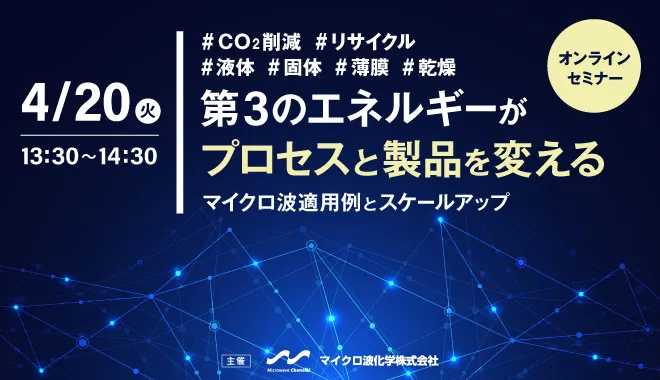 #CO2削減 #リサイクル
#液体 #固体 #薄膜 #乾燥
オンライン
セミナー
4/20火
13:30～14:30
第3のエネルギーが
プロセスと製品を変える
マイクロ波適用例とスケールアップ
主催
Microwave Chemical
マイクロ波化学株式会社